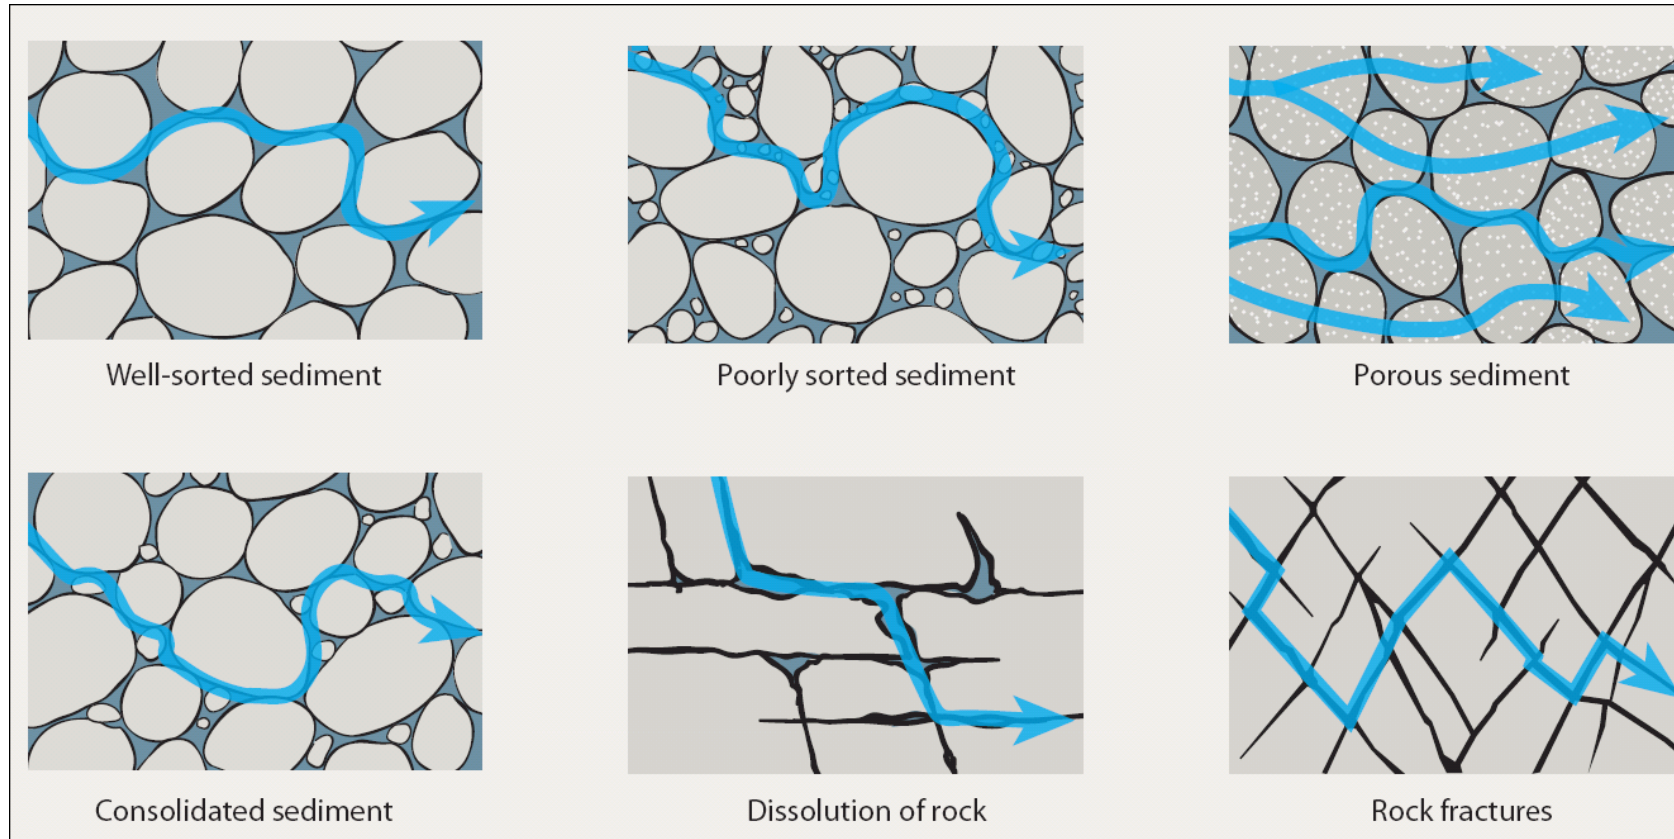 Well-sorted sediment
Poorly sorted sediment
Porous sediment
Consolidated sediment
Dissolution of rock
Rock fractures